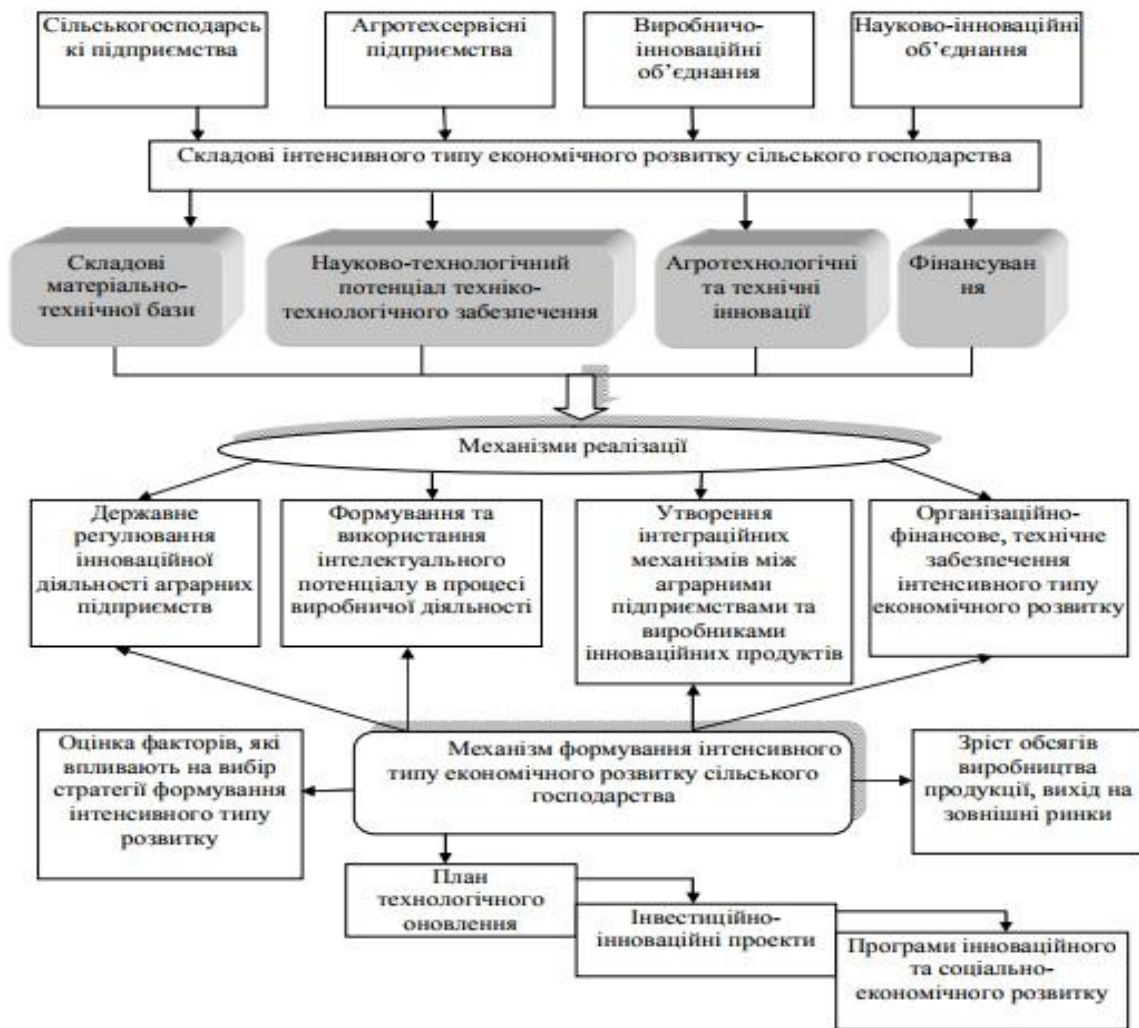 Сільськогосподарсь
кі підприємства
Агротехсервісні
підприємства
Виробничо-
інноваційні
об’єднання
Науково-інноваційні
об’єднання
Складові інтенсивного типу економічного розвитку сільського господарства
Складові
матеріально-
технічної бази
Науково-технологічний
потенціал техніко-
технологічного забезпечення
Агротехнологічні
та технічні
інновації
Фінансуван
ня
Механізми реалізації
Державне
регулювання
інноваційної
діяльності аграрних
підприємств
Формування та
використання
інтелектуального
потенціалу в процесі
виробничої діяльності
Утворення
інтеграційних
механізмів між
аграрними
підприємствами та
виробниками
інноваційних продуктів
Організаційно-
фінансове, технічне
забезпечення
інтенсивного типу
економічного розвитку
Оцінка факторів, які
впливають на вибір
стратегії формування
інтенсивного типу
розвитку
Механізм формування інтенсивного
типу економічного розвитку сільського
господарства
Зріст обсягів
виробництва
продукції, вихід на
зовнішні ринки
План
технологічного
оновлення
Інвестиційно-
інноваційні проекти
Програми інноваційного
та соціально-
економічного розвитку